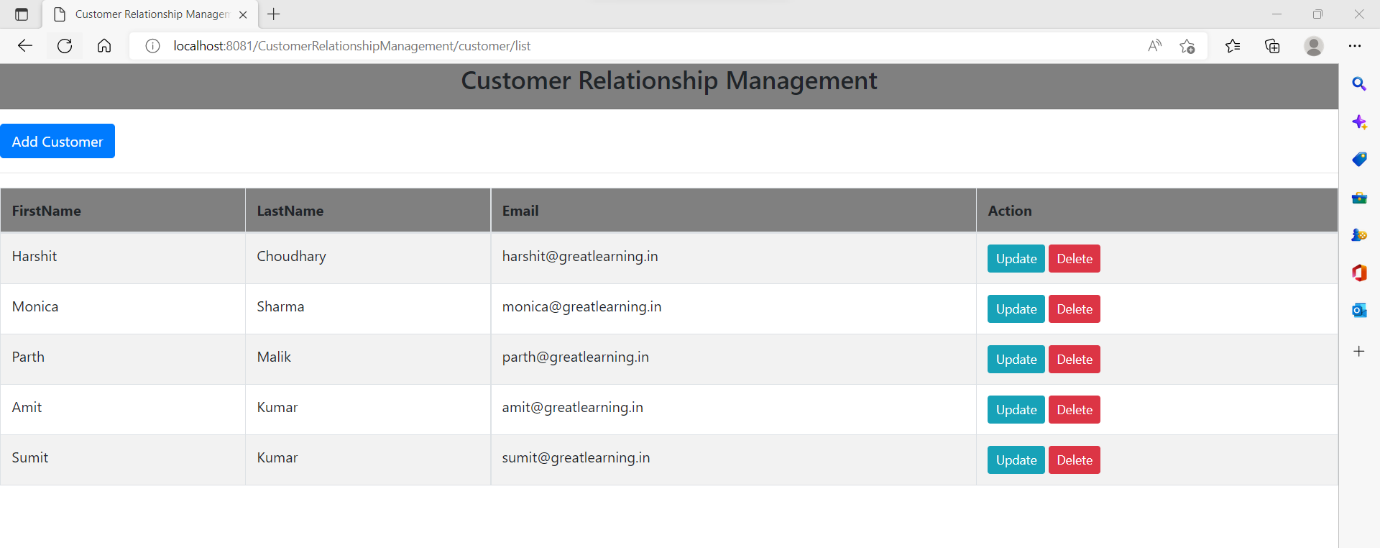 Customer Relationship Managem
localhost:8081/CustomerRelationshipManagement/customer/list
Customer Relationship Management
Add Customer
FirstName LastName Email Action
Harshit Choudhary harshit@greatlearning.in Update Delete
Monica Sharma monica@greatlearning.in Update Delete
Parth Malik parth@greatlearning.in Update Delete
Amit Kumar amit@greatlearning.in Update Delete
Sumit Kumar sumit@greatlearning.in Update Delete